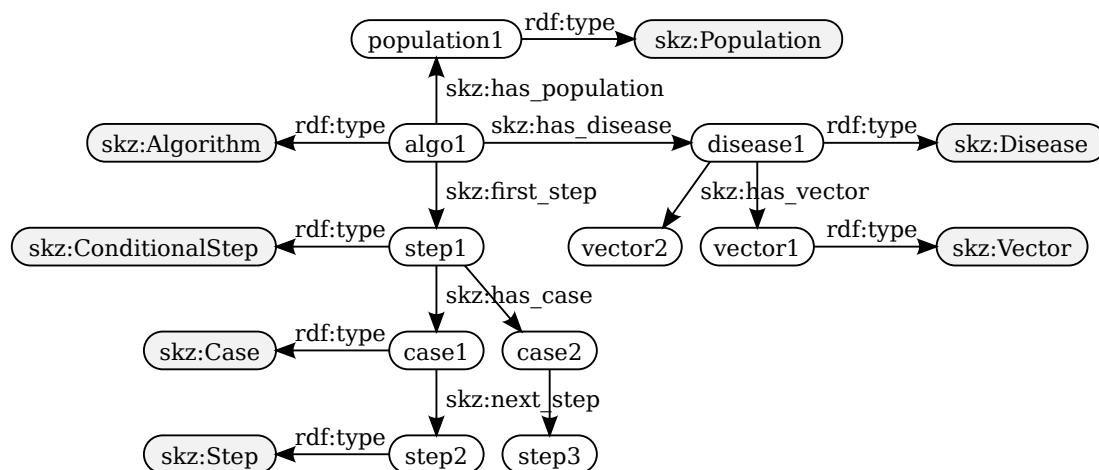 rdf:type
population1 skz:Population
skz:has_population
rdf:type skz:has_disease rdf:type
skz:Algorithm algo1 disease1 skz:Disease
skz:first_step skz:has_vector
rdf:type rdf:type
skz:ConditionalStep step1 vector2 vector1 skz:Vector
skz:has_case
rdf:type
skz:Case case1 case2
skz:next_step
rdf:type
skz:Step step2 step3